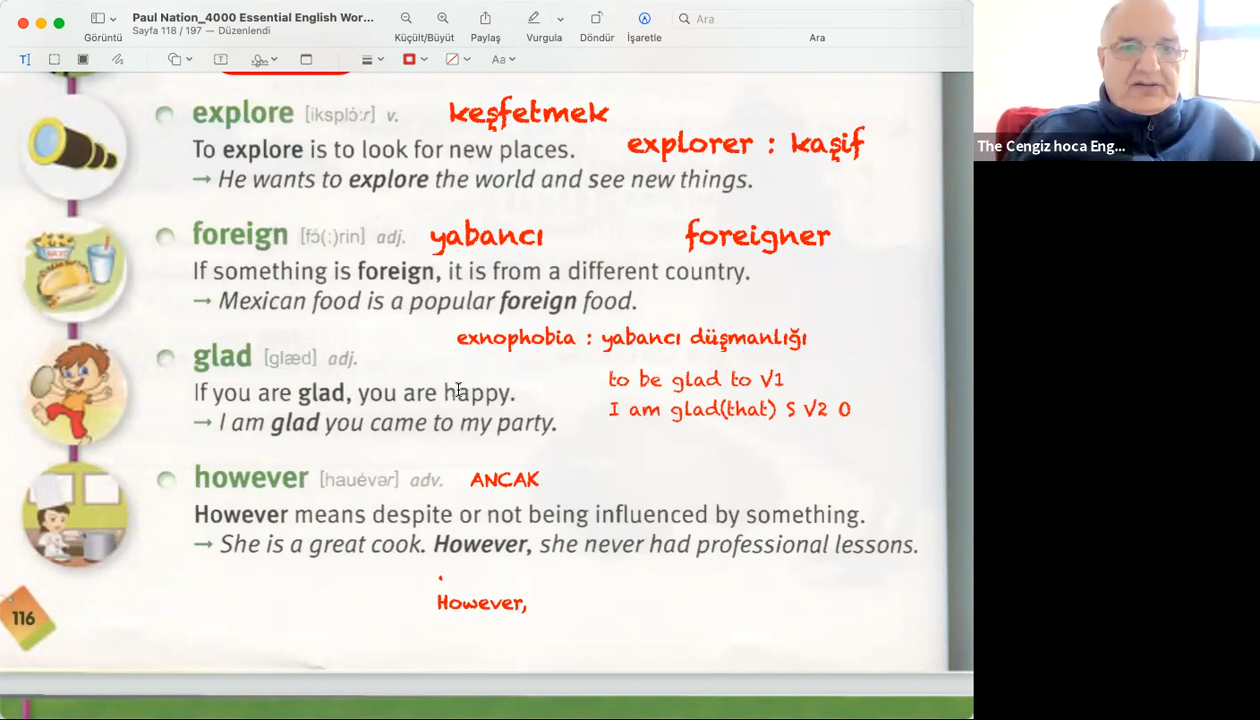 Paul Nation_4000 Essential English Wor...
Sayfa 118 / 197 — Düzenlendi
Görüntü
Küçült/Büyüt
Paylaş
Vurgula
Döndür
İşaretle
Ara
Ara
Aa
explore [iksplɔ́ːr] v. keşfetmek
To explore is to look for new places. explorer : kaşif
→ He wants to explore the world and see new things.
foreign [fɔ́(ː)rin] adj. yabancı foreigner
If something is foreign, it is from a different country.
→ Mexican food is a popular foreign food.
exnophobia : yabancı düşmanlığı
glad [glæd] adj.
to be glad to V1
If you are glad, you are happy.
I am glad(that) S V2 O
→ I am glad you came to my party.
however [hauévər] adv. ANCAK
However means despite or not being influenced by something.
→ She is a great cook. However, she never had professional lessons.
.
However,
116
The Cengiz hoca Eng...